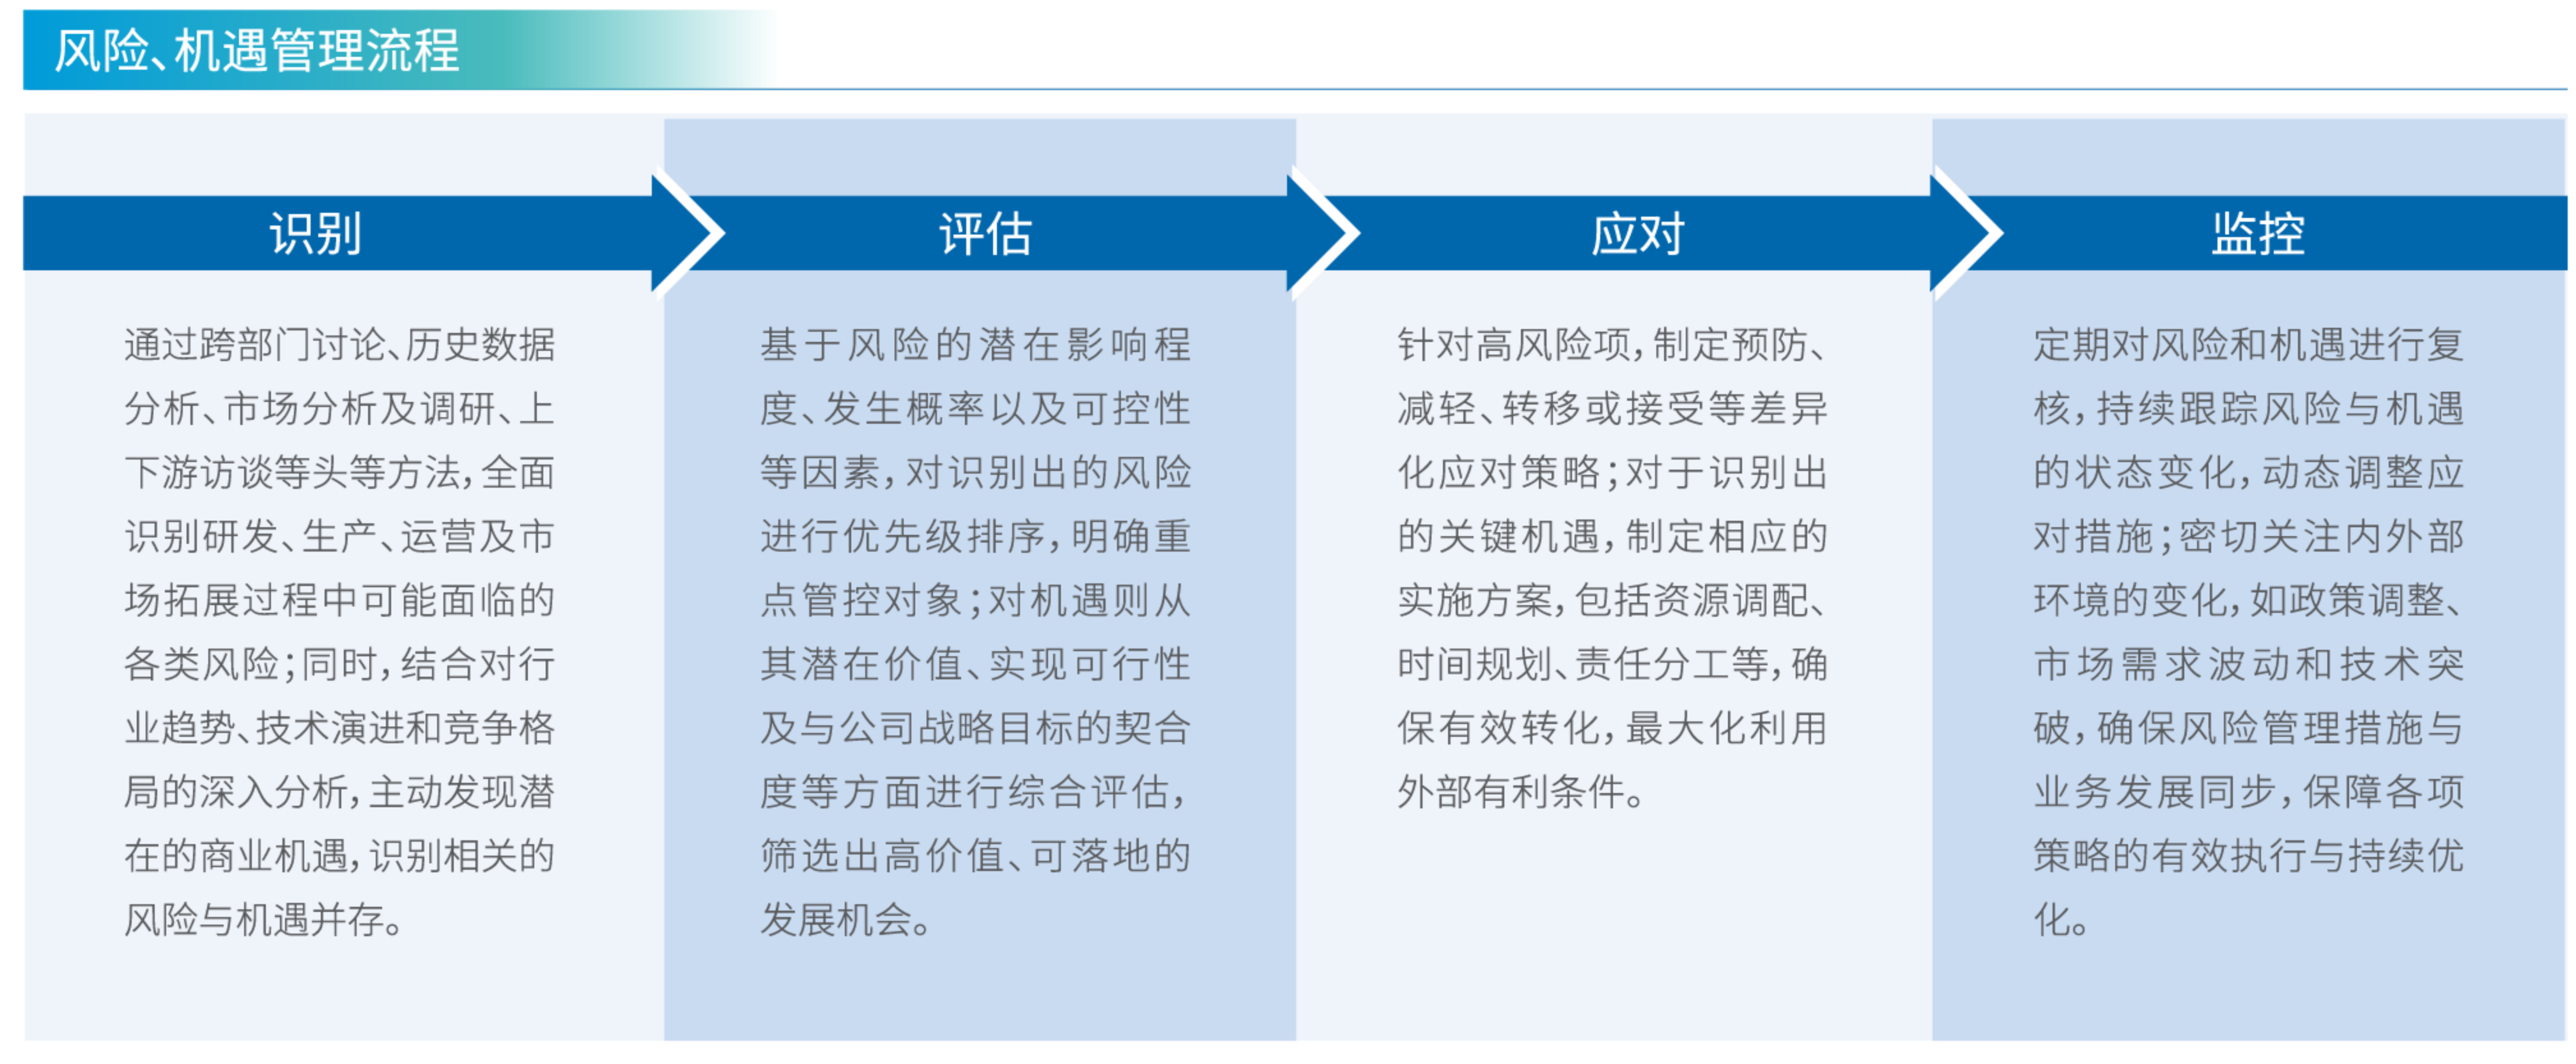 风险、机遇管理流程
识别
评估
应对
监控
通过跨部门讨论、历史数据
分析、市场分析及调研、上
下游访谈等头等方法，全面
识别研发、生产、运营及市
场拓展过程中可能面临的
各类风险；同时，结合对行
业趋势、技术演进和竞争格
局的深入分析，主动发现潜
在的商业机遇，识别相关的
风险与机遇并存。
基于风险的潜在影响程
度、发生概率以及可控性
等因素，对识别出的风险
进行优先级排序，明确重
点管控对象；对机遇则从
其潜在价值、实现可行性
及与公司战略目标的契合
度等方面进行综合评估，
筛选出高价值、可落地的
发展机会。
针对高风险项，制定预防、
减轻、转移或接受等差异
化应对策略；对于识别出
的关键机遇，制定相应的
实施方案，包括资源调配、
时间规划、责任分工等，确
保有效转化，最大化利用
外部有利条件。
定期对风险和机遇进行复
核，持续跟踪风险与机遇
的状态变化，动态调整应
对措施；密切关注内外部
环境的变化，如政策调整、
市场需求波动和技术突
破，确保风险管理措施与
业务发展同步，保障各项
策略的有效执行与持续优
化。